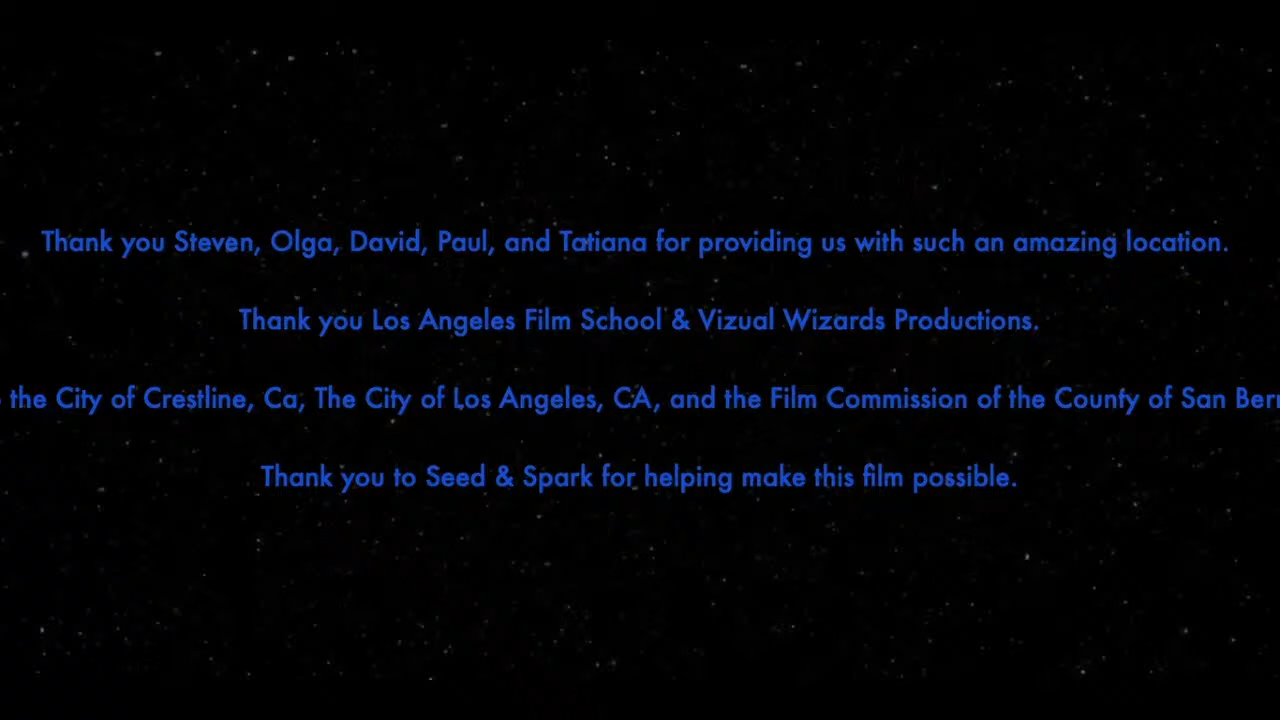 Thank you Steven, Olga, David, Paul, and Tatiana for providing us with such an amazing location.
Thank you Los Angeles Film School & Vizual Wizards Productions.
the City of Crestline, Ca, The City of Los Angeles, CA, and the Film Commission of the County of San
Thank you to Seed & Spark for helping make this film possible.